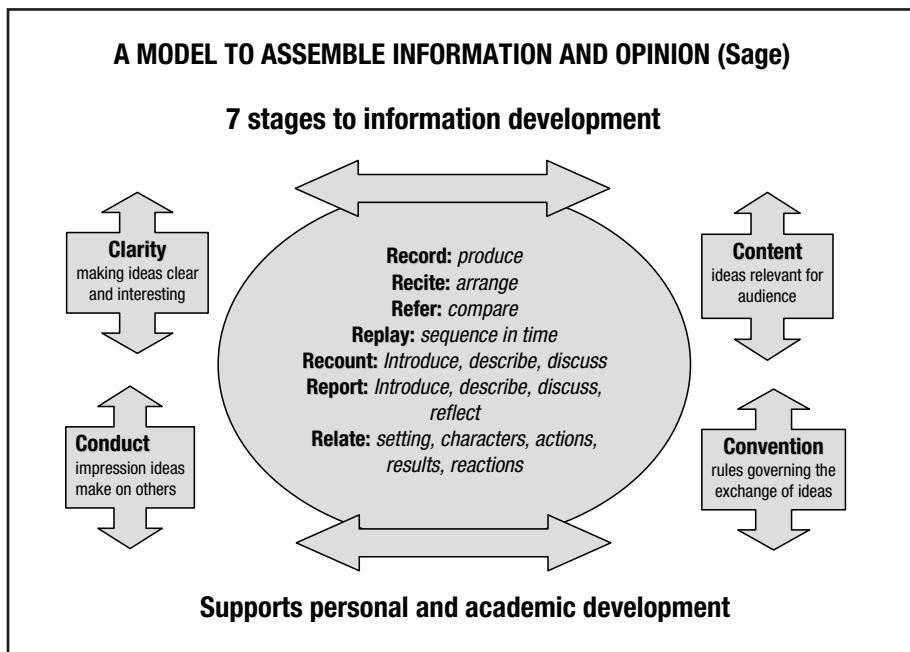 A MODEL TO ASSEMBLE INFORMATION AND OPINION (Sage)
7 stages to information development
Clarity
making ideas clear
and interesting
Conduct
impression ideas
make on others
Record: produce
Recite: arrange
Refer: compare
Replay: sequence in time
Recount: Introduce, describe, discuss
Report: Introduce, describe, discuss,
reflect
Relate: setting, characters, actions,
results, reactions
Content
ideas relevant for
audience
Convention
rules governing the
exchange of ideas
Supports personal and academic development